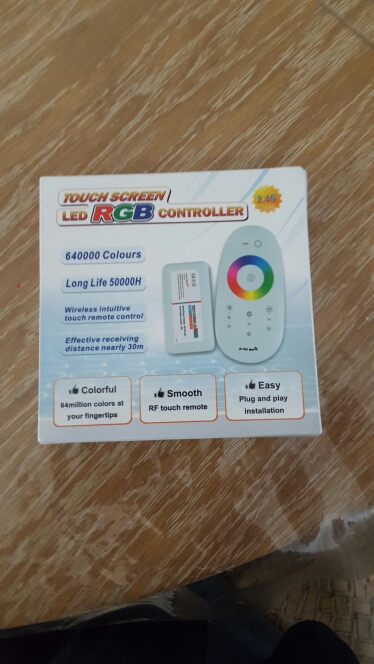 TOUCH SCREEN
LED RGB CONTROLLER
2.4G
640000 Colours
Long Life 50000H
Wireless intuitive
touch remote control
Effective receiving
distance nearly 30m
Colorful
64million colors at
your fingertips
Smooth
RF touch remote
Easy
Plug and play
installation